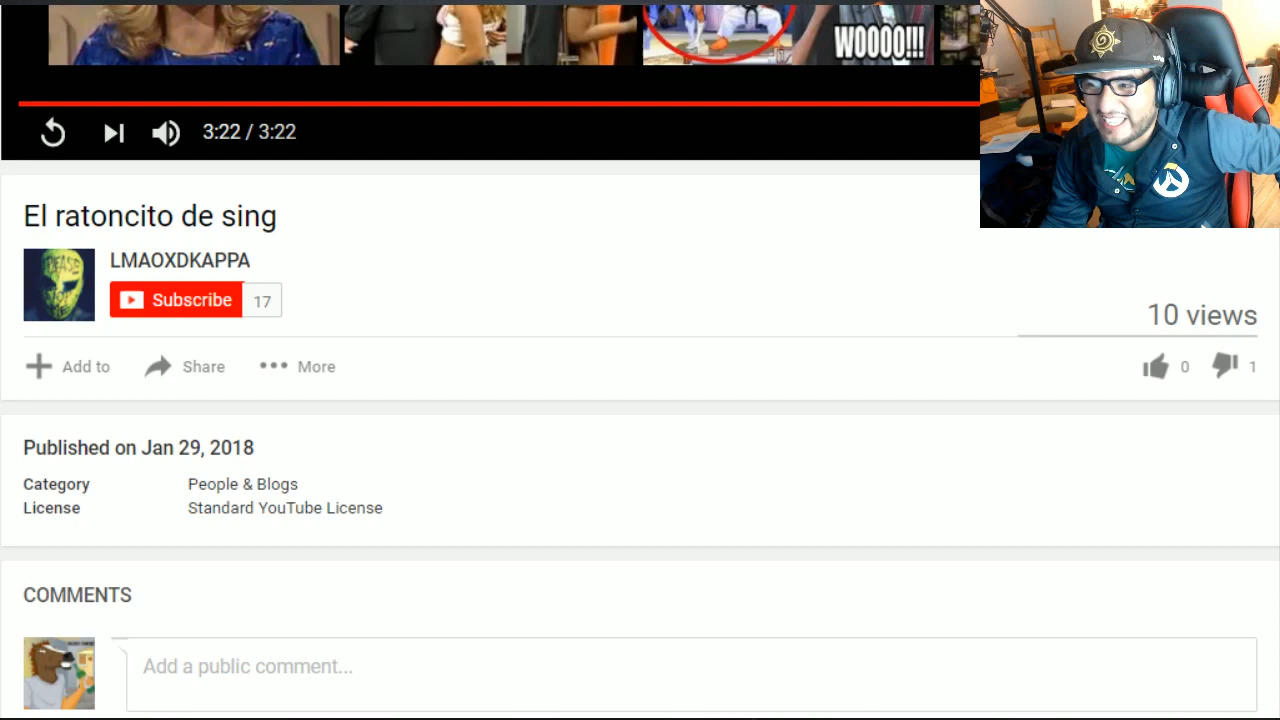 WOOOO!!!
3:22 / 3:22
El ratoncito de sing
LMAOXDKAPPA
Subscribe 17
10 views
Add to Share More 0 1
Published on Jan 29, 2018
Category People & Blogs
License Standard YouTube License
COMMENTS
Add a public comment...